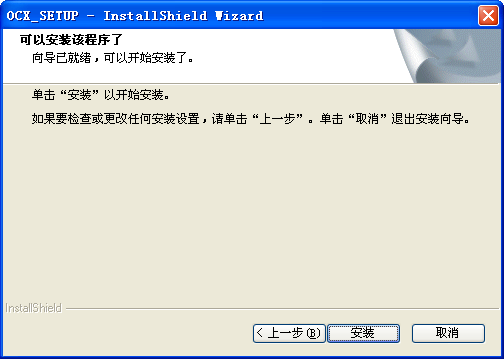 OCX_SETUP - InstallShield Wizard
可以安装该程序了
向导已就绪，可以开始安装了。
单击“安装”以开始安装。
如果要检查或更改任何安装设置，请单击“上一步”。单击“取消”退出安装向导。
InstallShield
< 上一步(B) 安装 取消